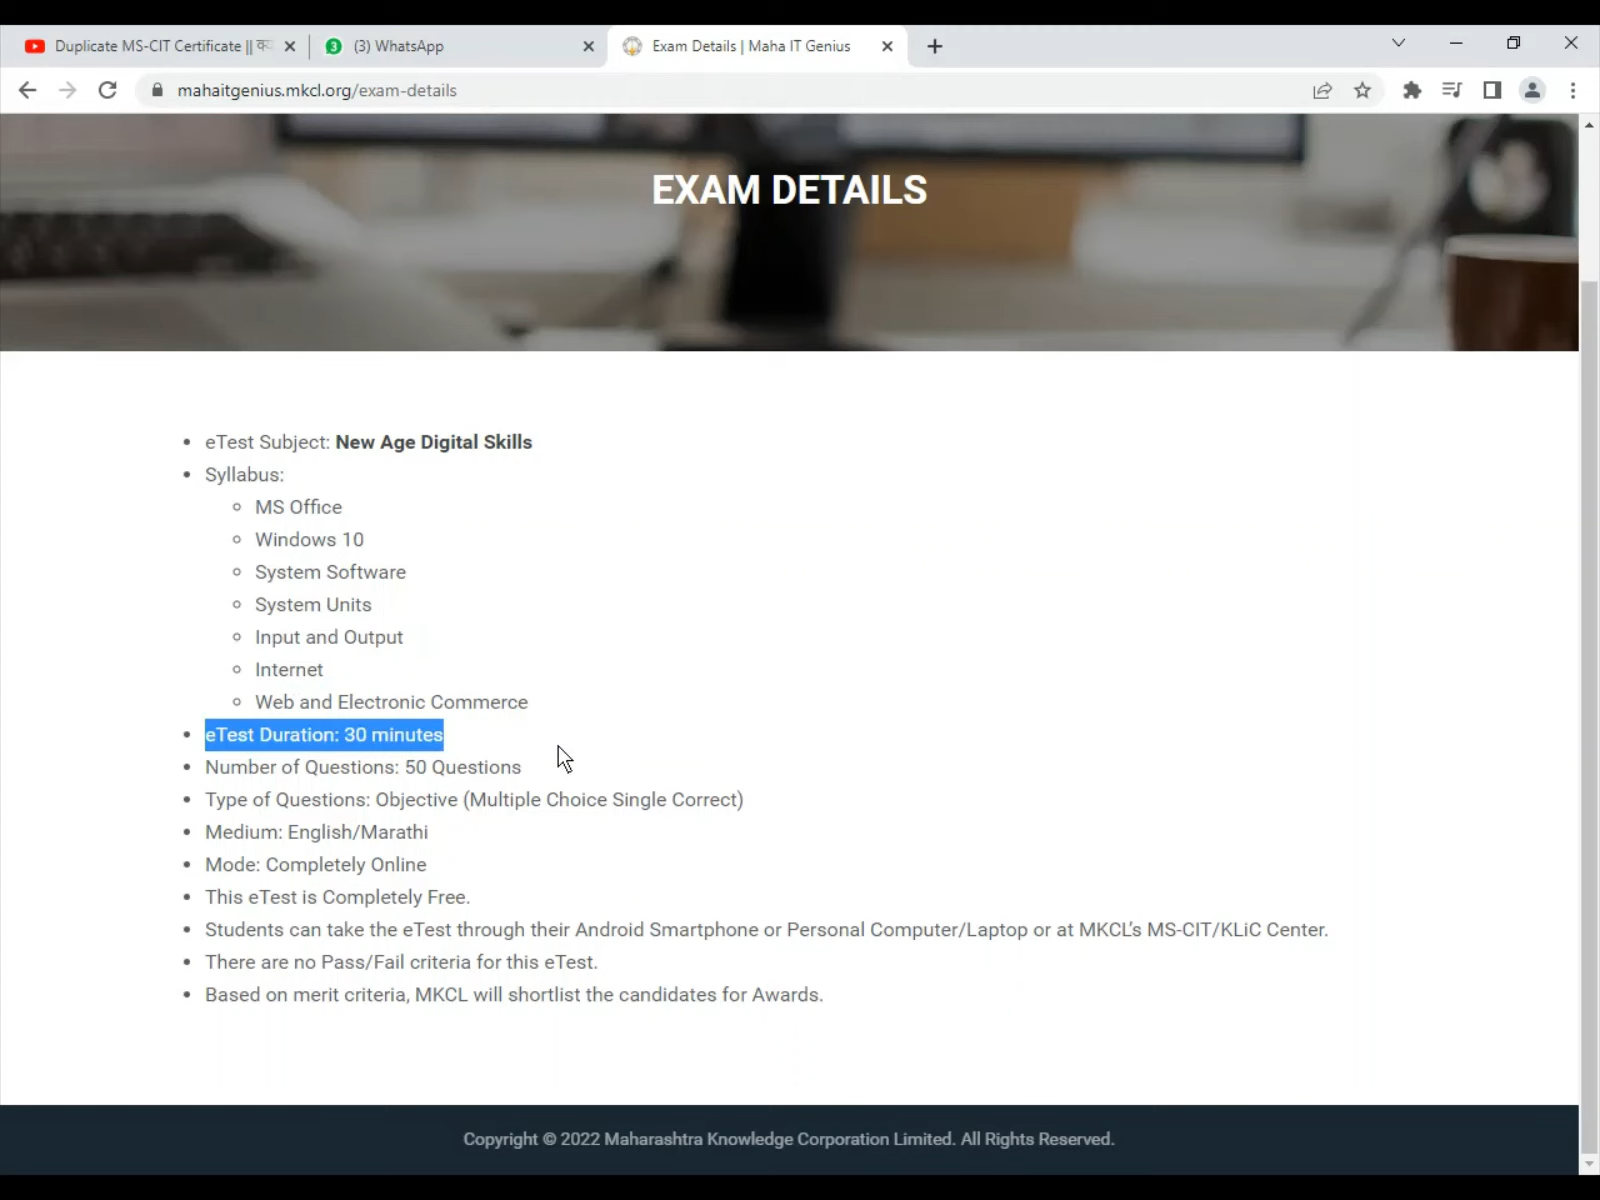 Duplicate MS-CIT Certificate ||
3 (3) WhatsApp
Exam Details | Maha IT Genius
mahaitgenius.mkcl.org/exam-details
EXAM DETAILS
eTest Subject: New Age Digital Skills
Syllabus:
MS Office
Windows 10
System Software
System Units
Input and Output
Internet
Web and Electronic Commerce
eTest Duration: 30 minutes
Number of Questions: 50 Questions
Type of Questions: Objective (Multiple Choice Single Correct)
Medium: English/Marathi
Mode: Completely Online
This eTest is Completely Free.
Students can take the eTest through their Android Smartphone or Personal Computer/Laptop or at MKCL's MS-CIT/KLiC Center.
There are no Pass/Fail criteria for this eTest.
Based on merit criteria, MKCL will shortlist the candidates for Awards.
Copyright © 2022 Maharashtra Knowledge Corporation Limited. All Rights Reserved.